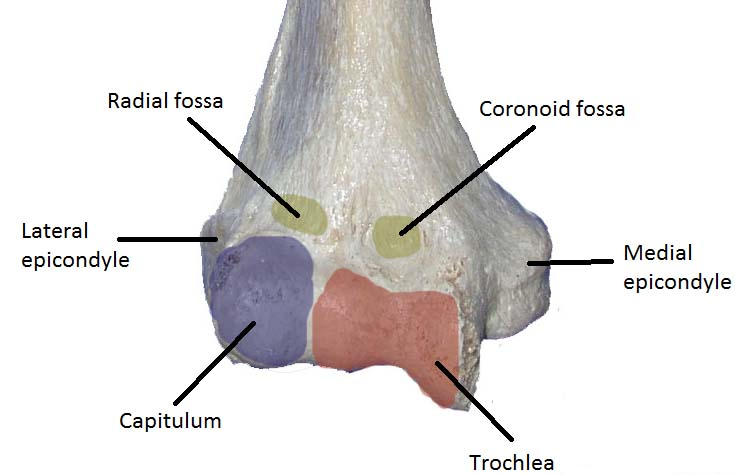 Radial fossa
Coronoid fossa
Lateral
epicondyle
Medial
epicondyle
Capitulum
Trochlea